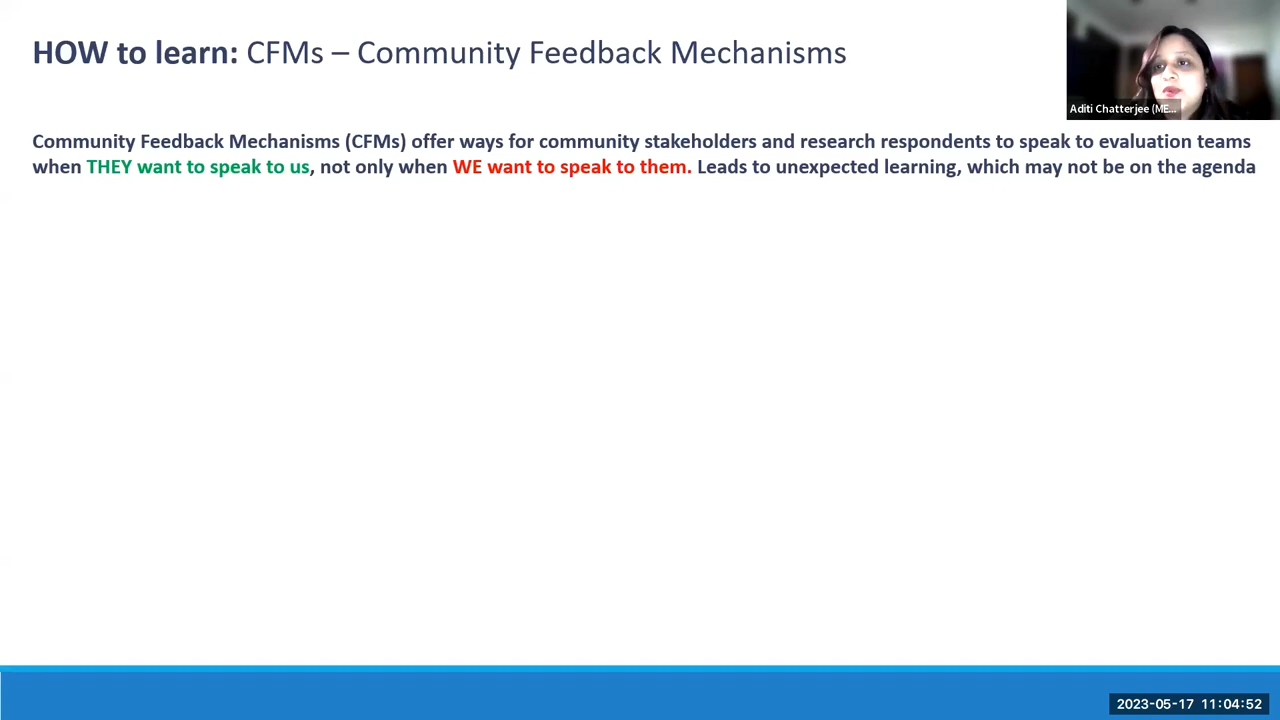 HOW to learn: CFMs – Community Feedback Mechanisms
Aditi Chatterjee (ME...
Community Feedback Mechanisms (CFMs) offer ways for community stakeholders and research respondents to speak to evaluation teams
when THEY want to speak to us, not only when WE want to speak to them. Leads to unexpected learning, which may not be on the agenda
2023-05-17 11:04:52